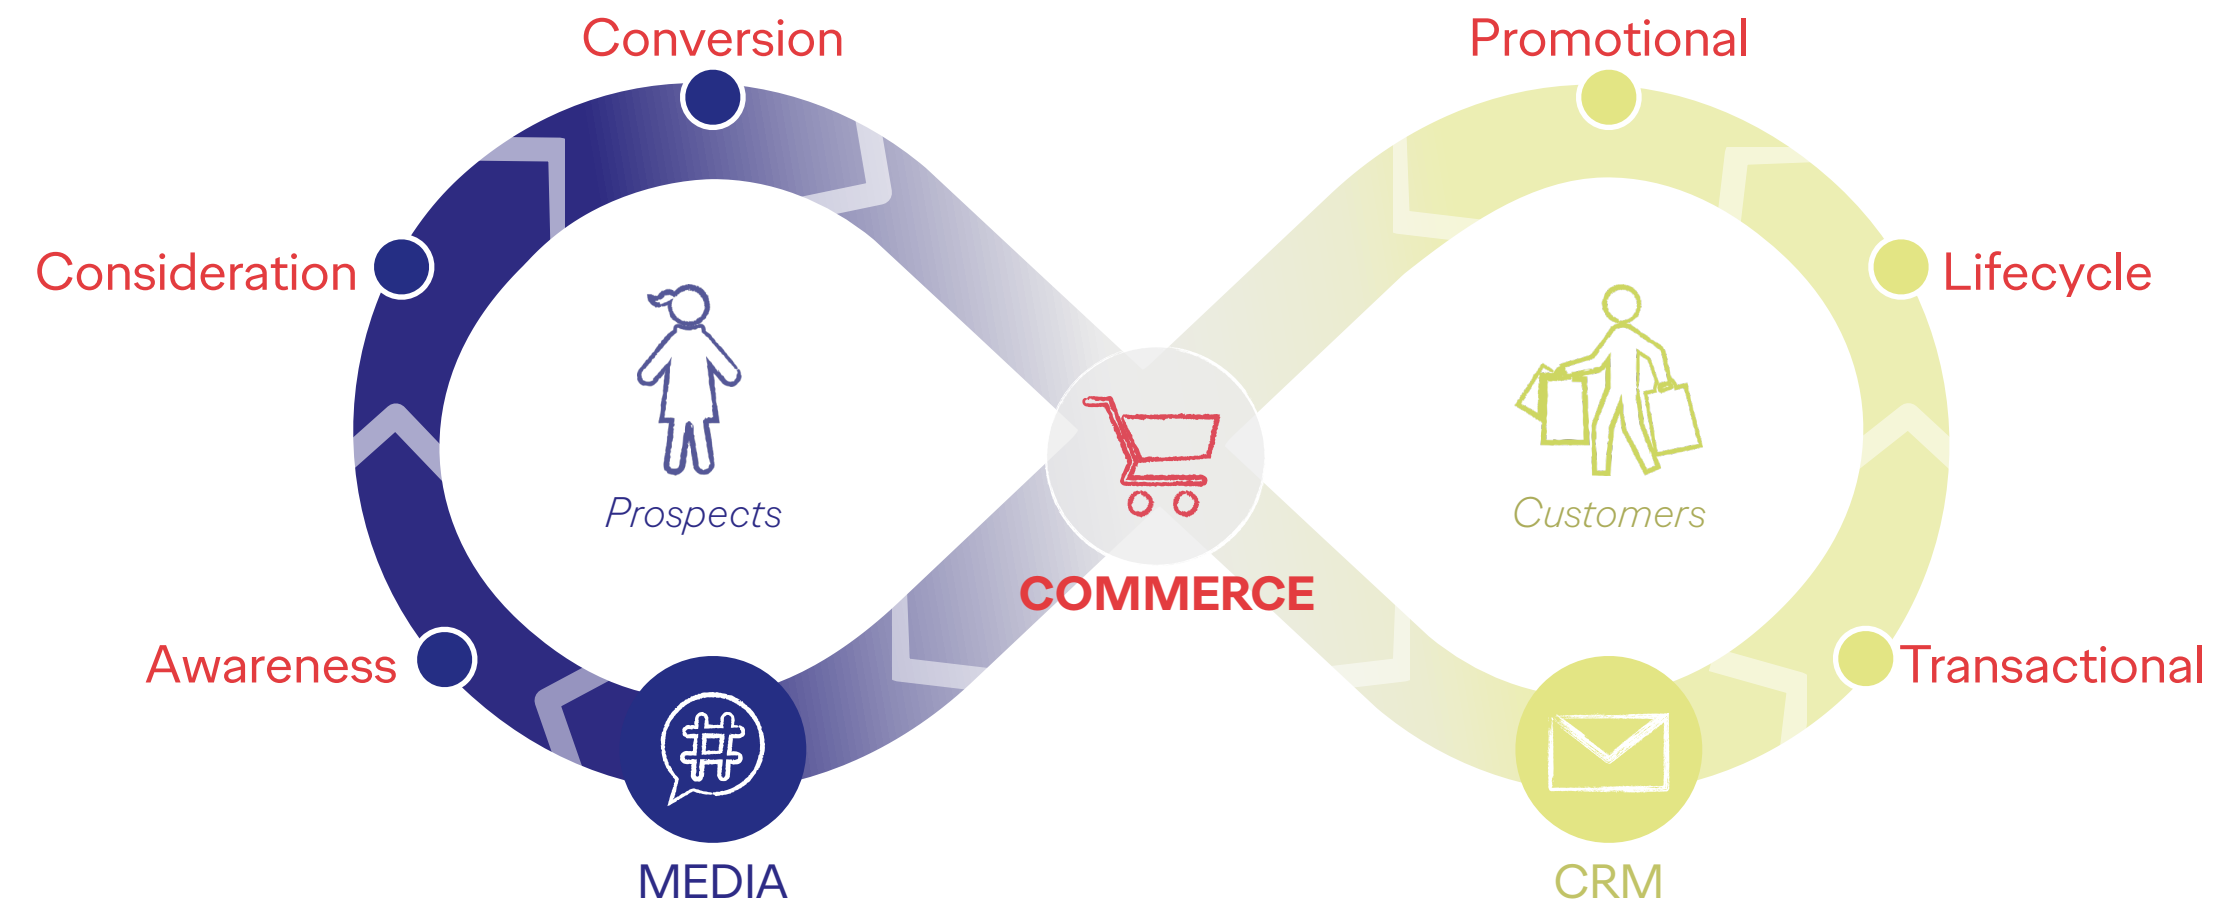 Conversion
Promotional
Consideration
Lifecycle
Prospects
Customers
COMMERCE
Awareness
Transactional
#
MEDIA
CRM